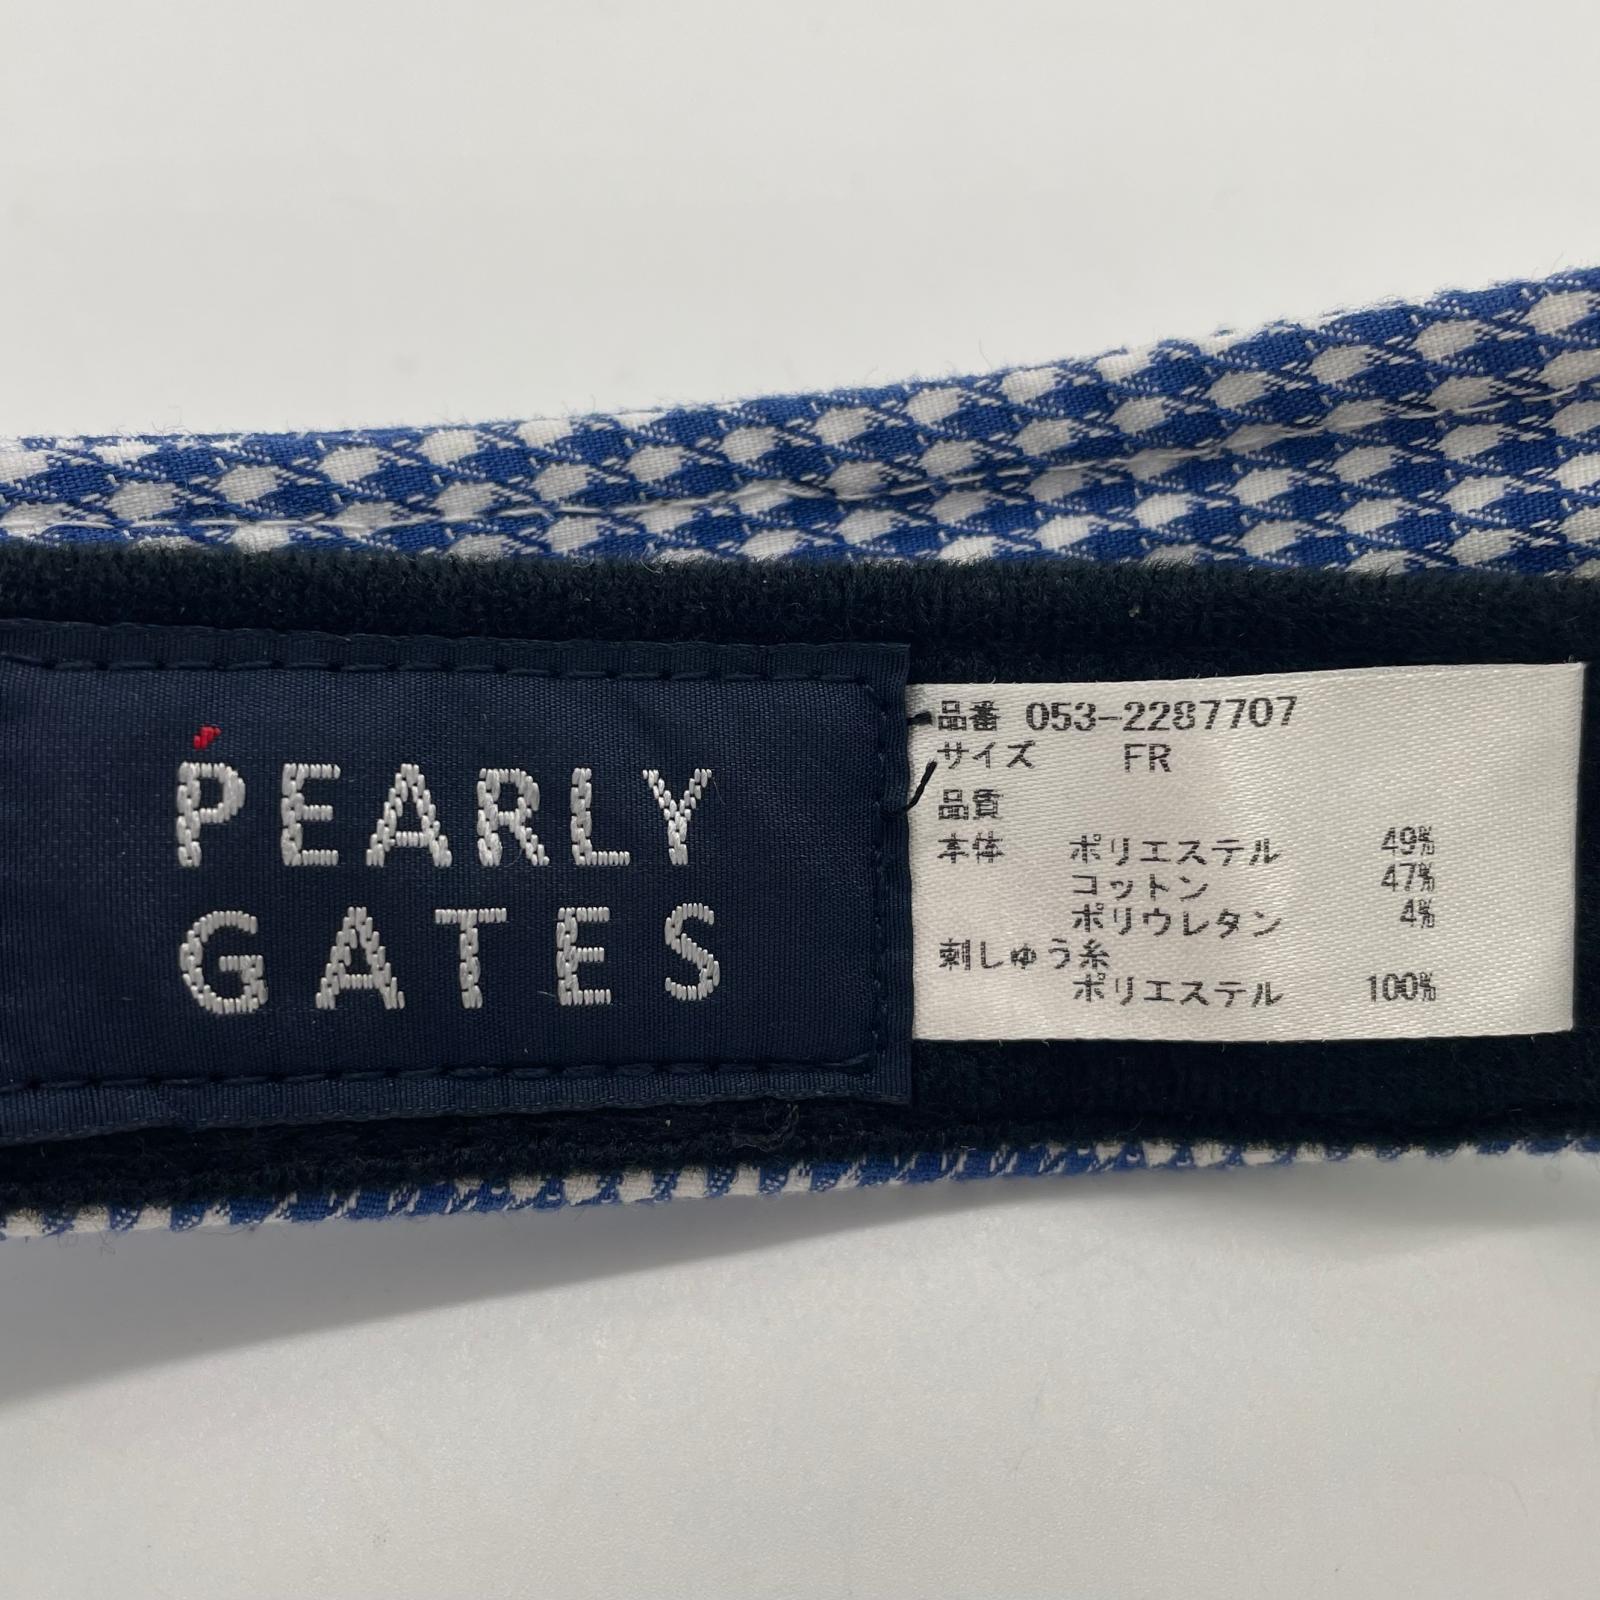 PEARLY
GATES
品番 053-2287707
サイズ FR
品質
本体 ポリエステル 49%
コットン 47%
ポリウレタン 4%
刺しゅう糸
ポリエステル 100%